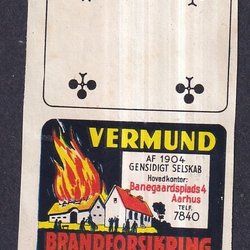 VERMUND
AF 1904
GENSIDIGT SELSKAB
Hovedkontor:
Banegaardsplads 4
Aarhus
TELF.
7840
BRANDFORSIKRING